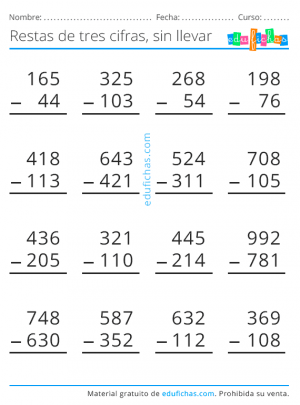 Nombre: ................................ Fecha: ................. Curso: ........
Restas de tres cifras, sin llevar edufichas
165 325 268 198
– 44 – 103 – 54 – 76
418 643 524 708
– 113 – 421 – 311 – 105
edufichas.com
436 321 445 992
– 205 – 110 – 214 – 781
748 587 632 369
– 630 – 352 – 112 – 108
Material gratuito de edufichas.com. Prohibida su venta.